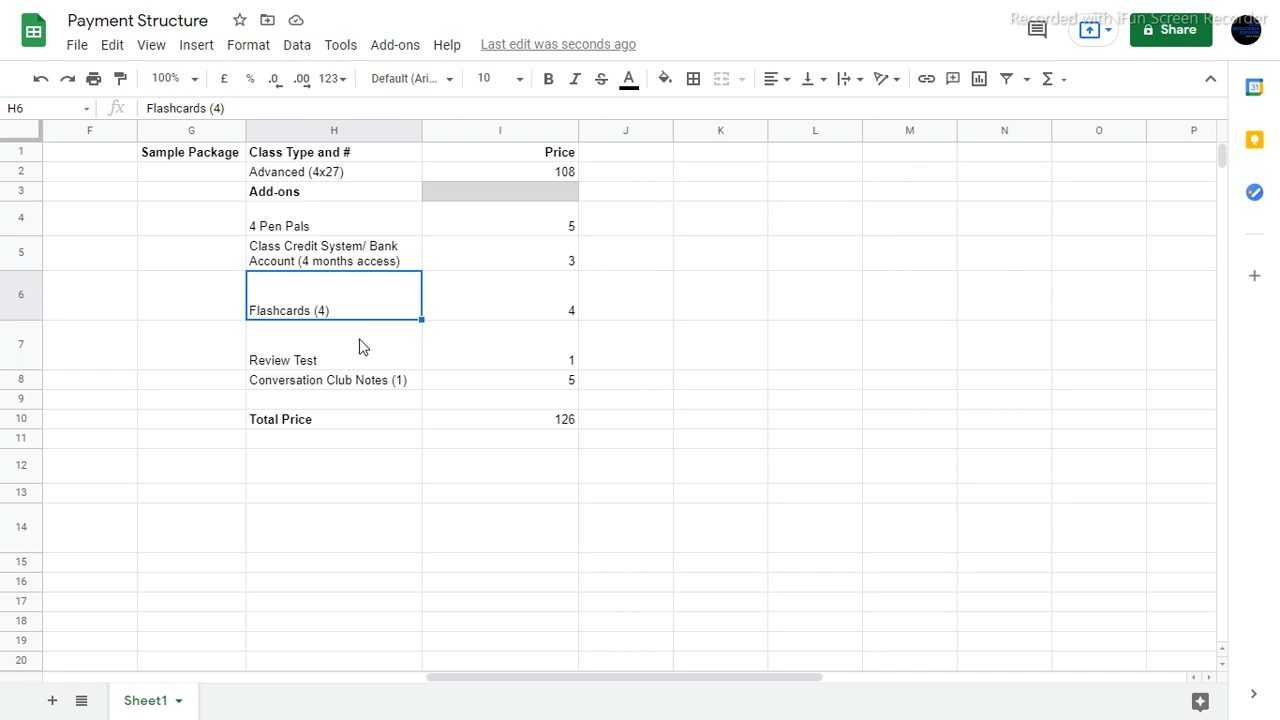 Payment Structure
Recorded with iFun Screen Recorder
File Edit View Insert Format Data Tools Add-ons Help Last edit was seconds ago
Share
100% £ % .0 .00 123 Default (Ari... 10 B I S A Σ
H6 fx Flashcards (4)
F G H I J K L M N O P
1 Sample Package Class Type and # Price
2 Advanced (4x27) 108
3 Add-ons
4 4 Pen Pals 5
Class Credit System/ Bank
5 Account (4 months access) 3
6 Flashcards (4) 4
7 Review Test 1
8 Conversation Club Notes (1) 5
9
10 Total Price 126
11
12
13
14
15
16
17
18
19
20
Sheet1